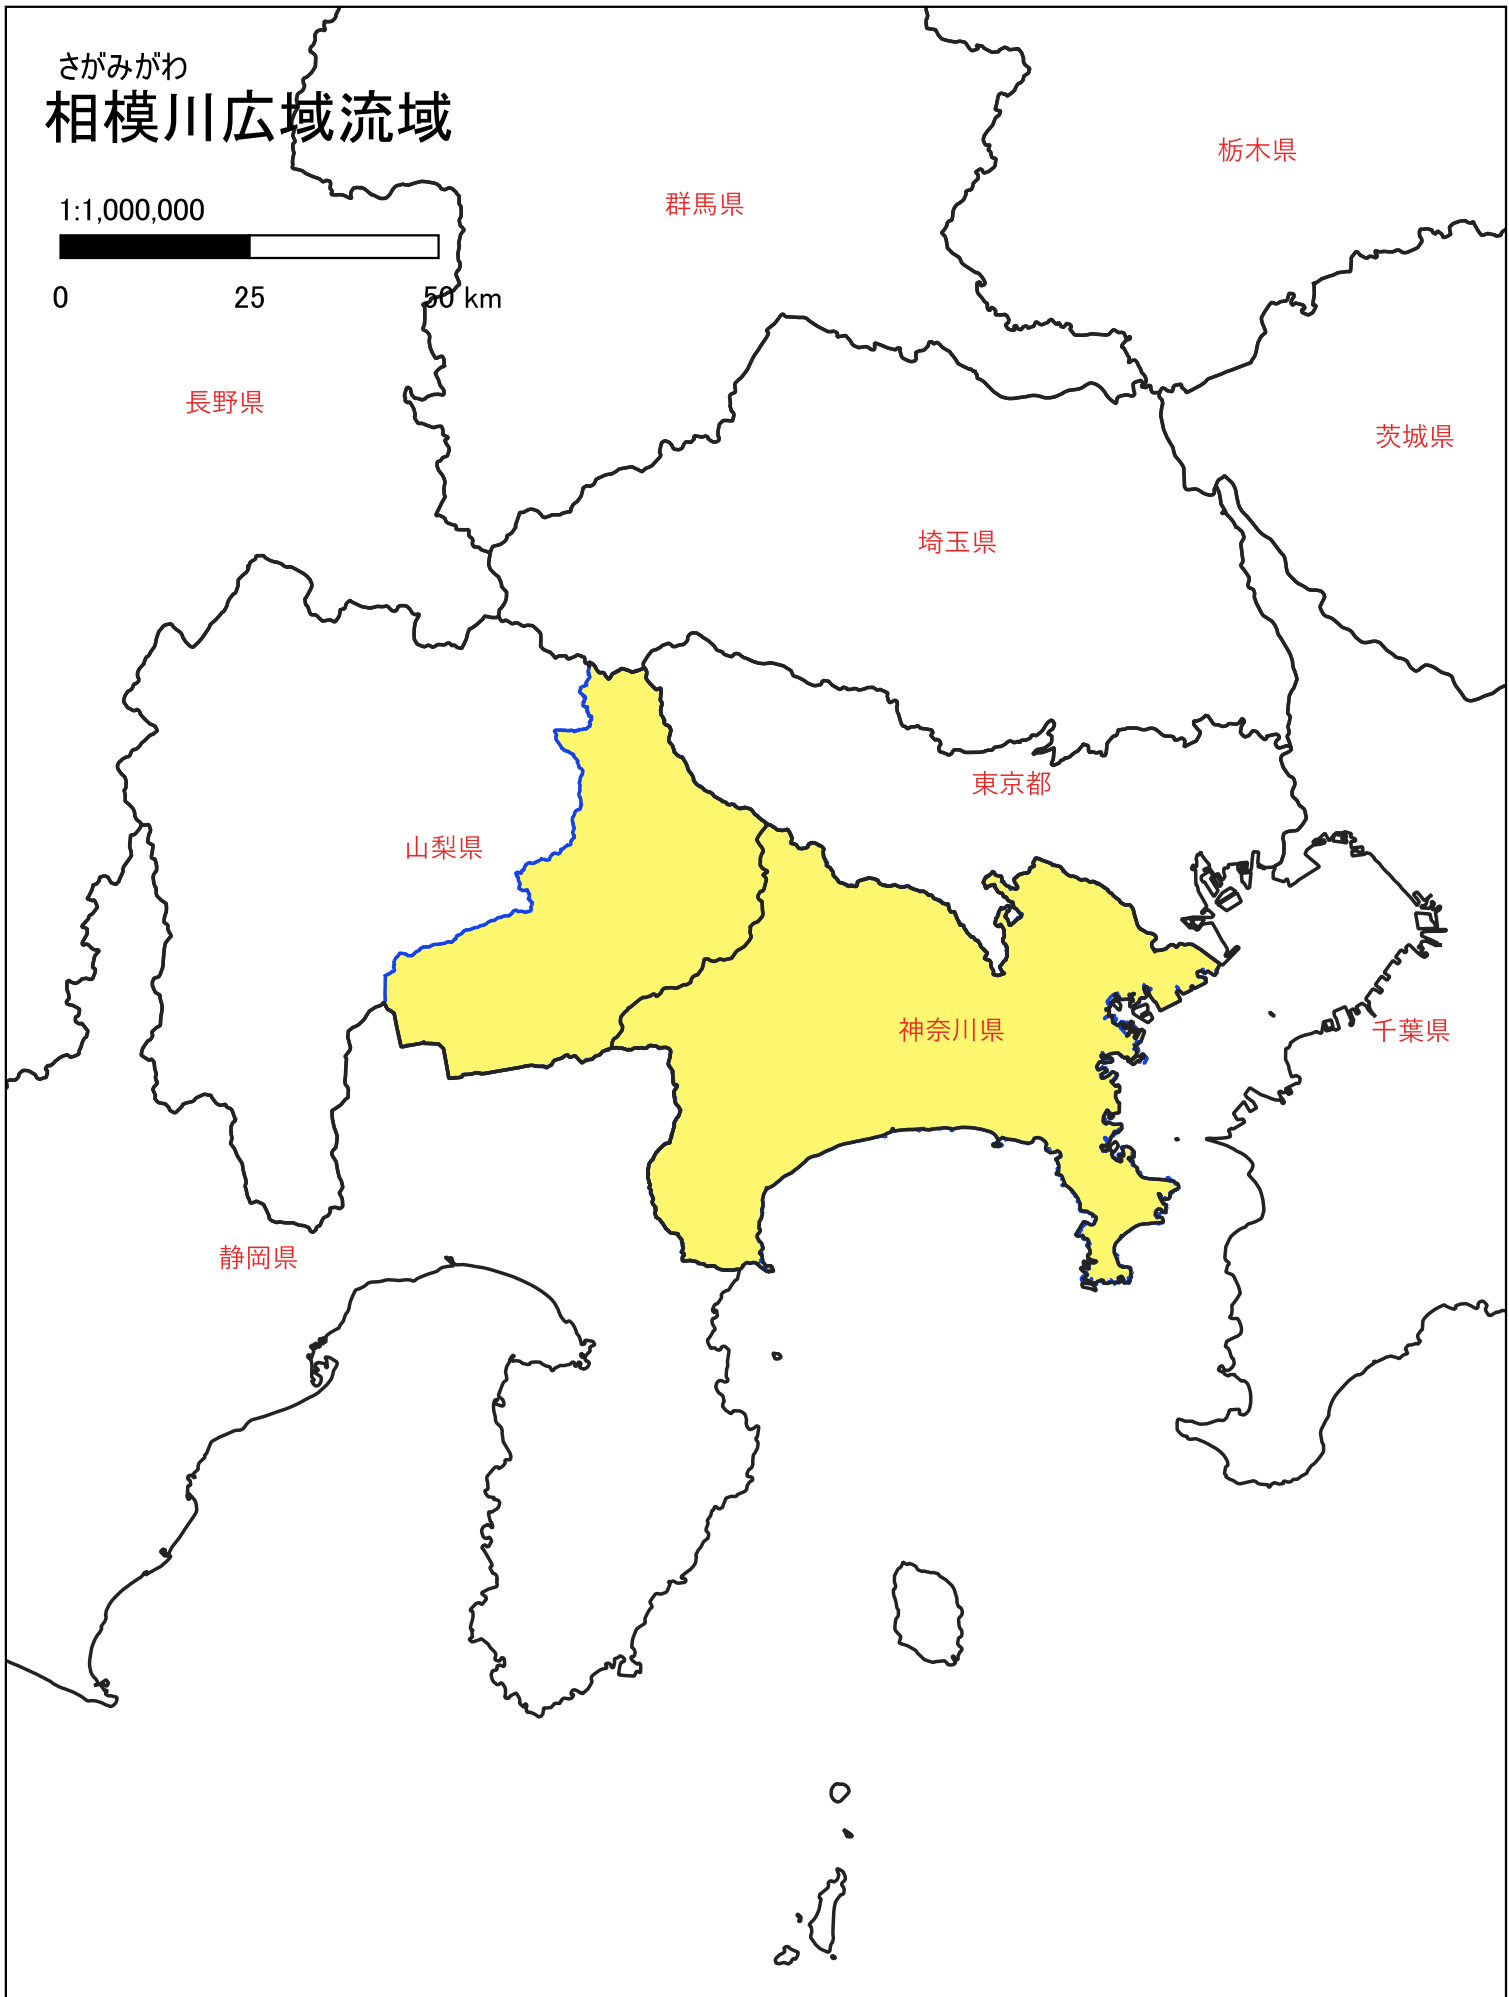 さがみがわ
相模川広域流域
1:1,000,000
0 25 50 km
栃木県
群馬県
長野県
茨城県
埼玉県
東京都
山梨県
神奈川県
千葉県
静岡県